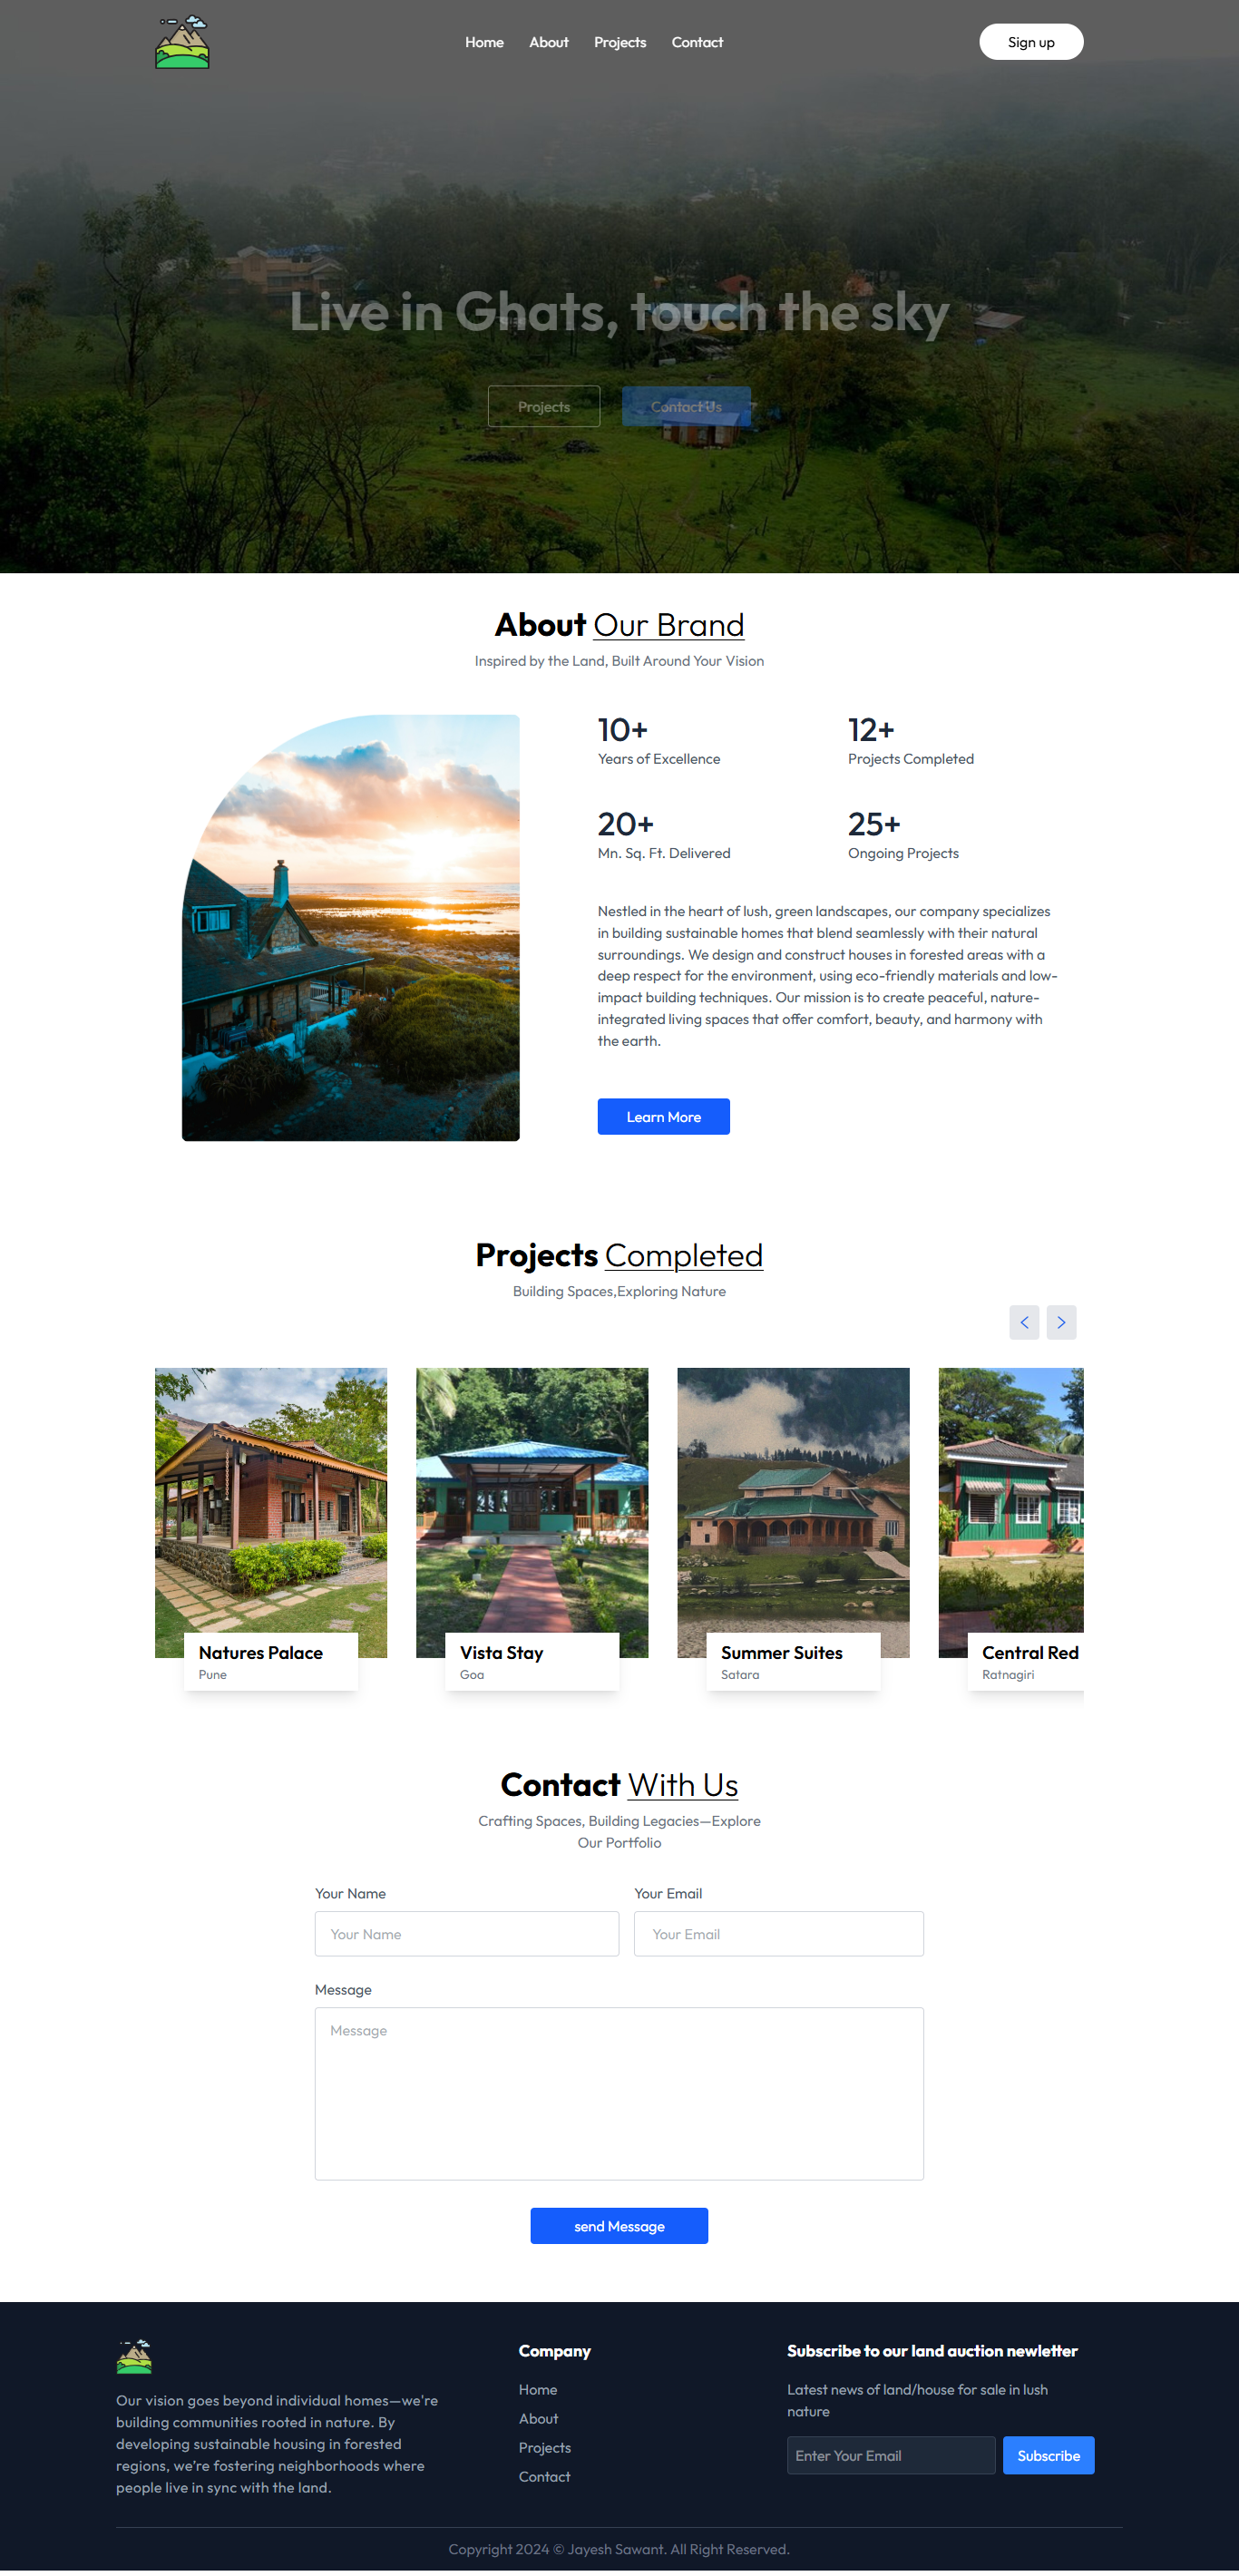 Home About Projects Contact Sign up
Live in Ghats, touch the sky
Projects Contact Us
About Our Brand
Inspired by the Land, Built Around Your Vision
10+ 12+
Years of Excellence Projects Completed
20+ 25+
Mn. Sq. Ft. Delivered Ongoing Projects
Nestled in the heart of lush, green landscapes, our company specializes
in building sustainable homes that blend seamlessly with their natural
surroundings. We design and construct houses in forested areas with a
deep respect for the environment, using eco-friendly materials and low-
impact building techniques. Our mission is to create peaceful, nature-
integrated living spaces that offer comfort, beauty, and harmony with
the earth.
Learn More
Projects Completed
Building Spaces,Exploring Nature
Natures Palace Vista Stay Summer Suites Central Red
Pune Goa Satara Ratnagiri
Contact With Us
Crafting Spaces, Building Legacies—Explore
Our Portfolio
Your Name Your Email
Your Name Your Email
Message
Message
send Message
Company Subscribe to our land auction newletter
Our vision goes beyond individual homes—we're
building communities rooted in nature. By
developing sustainable housing in forested
regions, we're fostering neighborhoods where
people live in sync with the land.
Home
About
Projects
Contact
Latest news of land/house for sale in lush
nature
Enter Your Email Subscribe
Copyright 2024 © Jayesh Sawant. All Right Reserved.